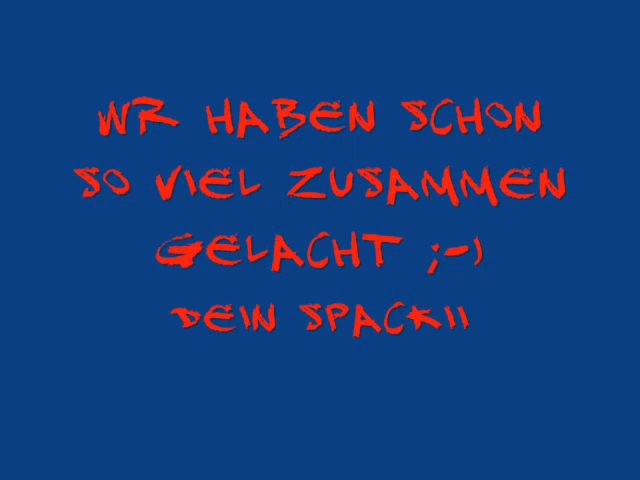 WR HABEN SCHON
SO VIEL ZUSAMMEN
GELACHT ;-)
DEIN SPACKII